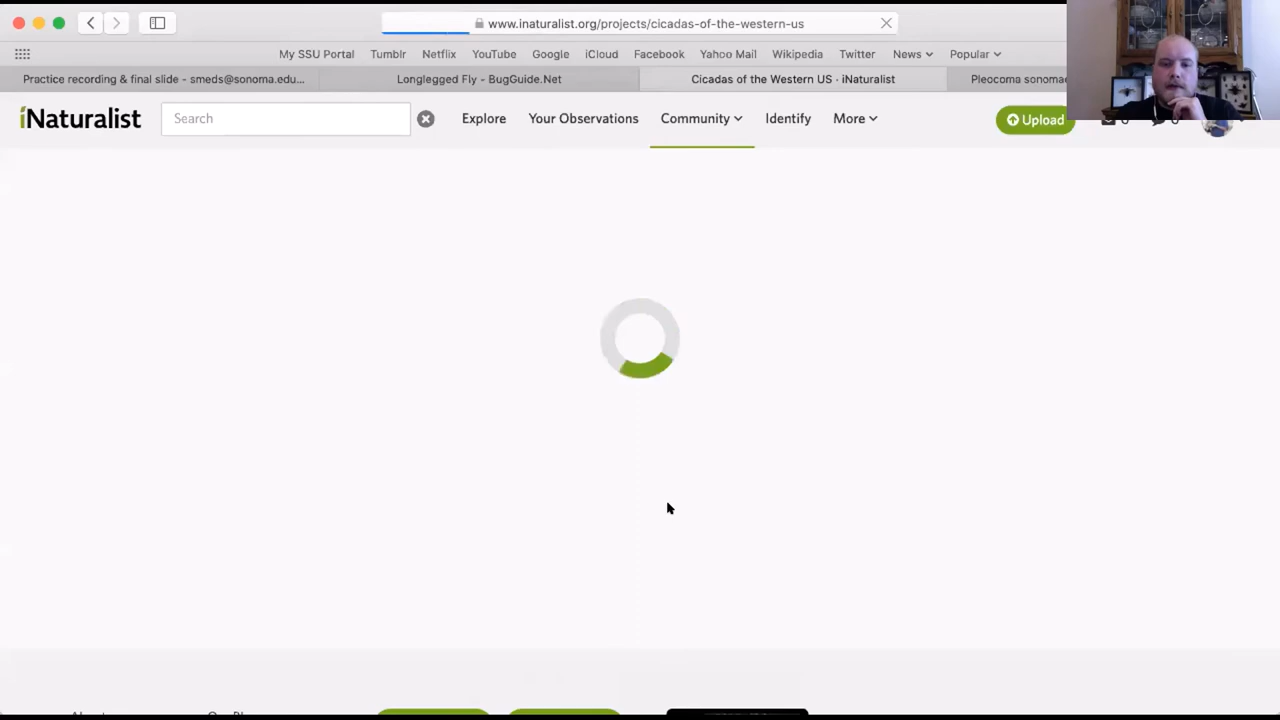 www.inaturalist.org/projects/cicadas-of-the-western-us
My SSU Portal Tumblr Netflix YouTube Google iCloud Facebook Yahoo Mail Wikipedia Twitter News Popular
Practice recording & final slide - smeds@sonoma.edu... Longlegged Fly - BugGuide.Net Cicadas of the Western US · iNaturalist Pleocoma sonomae
iNaturalist Search Explore Your Observations Community Identify More Upload